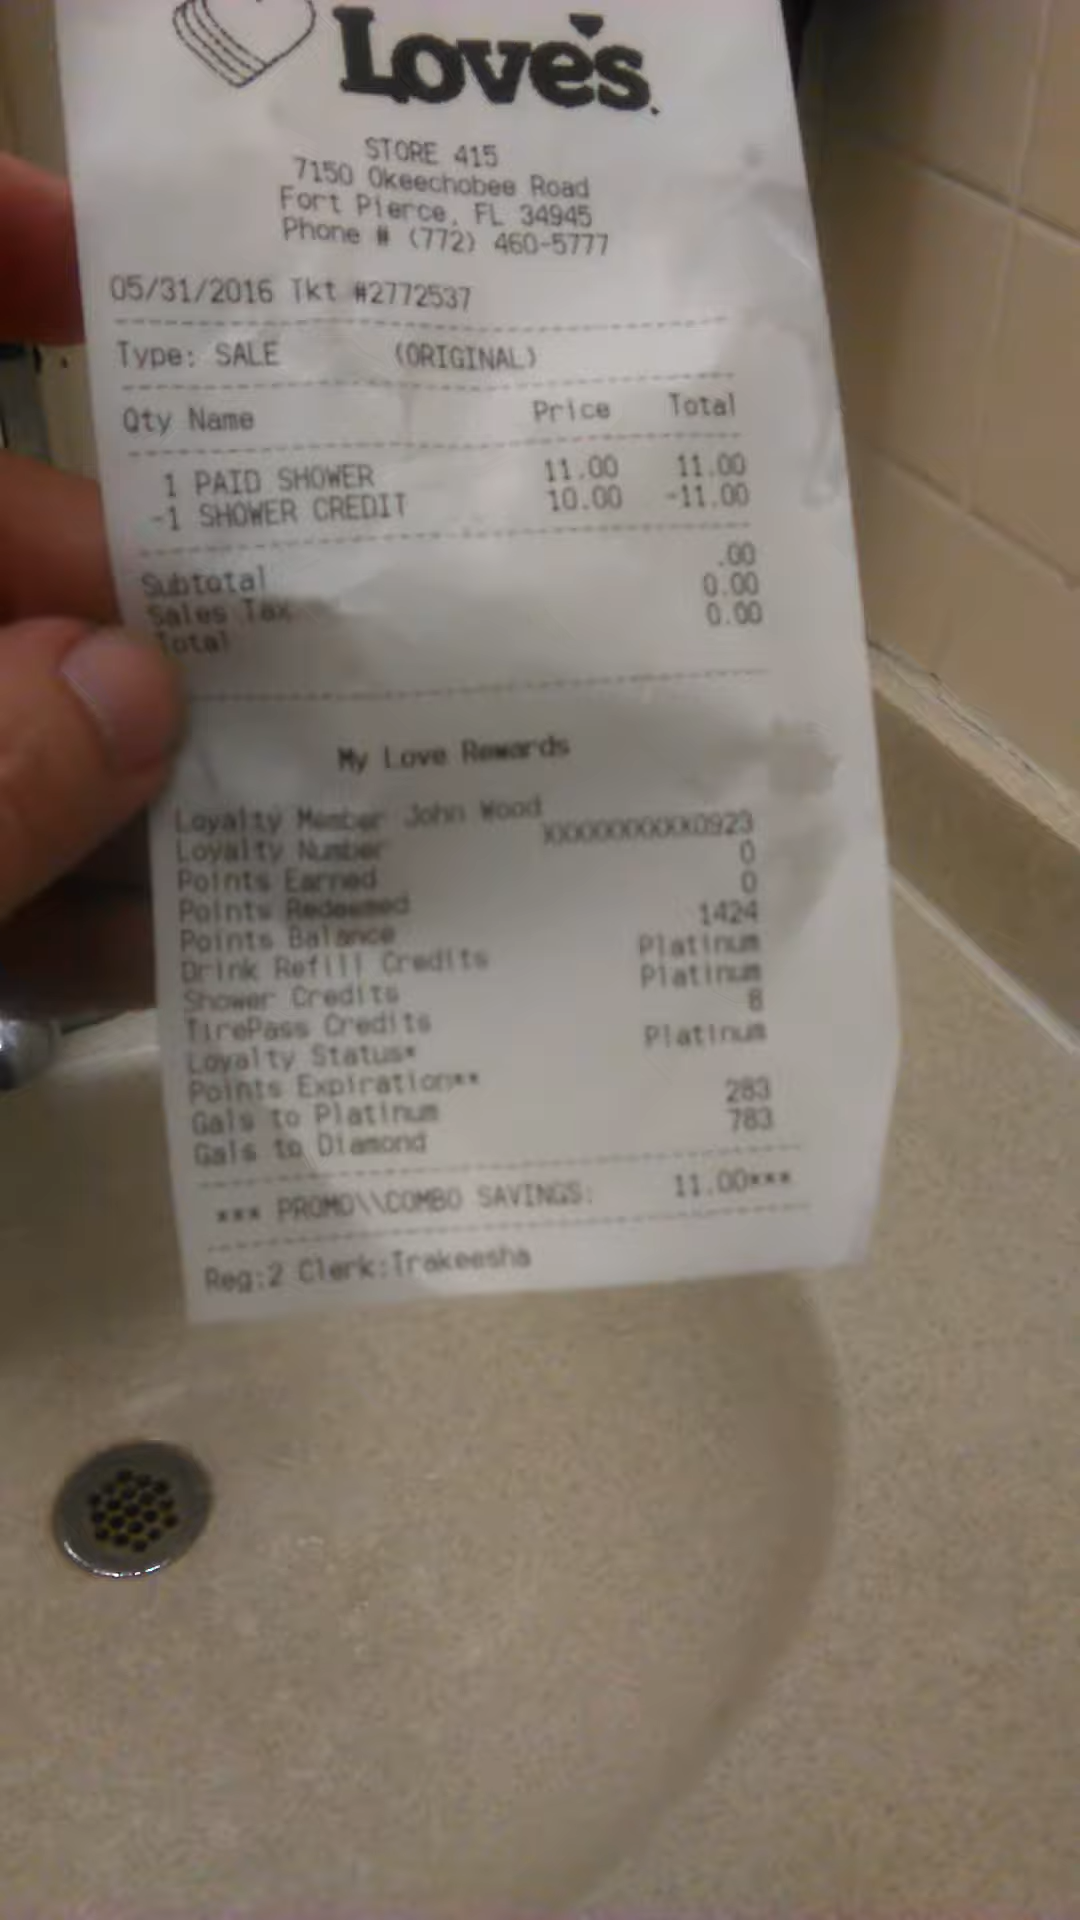 Love's
STORE 415
7150 Okeechobee Road
Fort Pierce, FL 34945
Phone # (772) 460-5777
05/31/2016 Tkt #2772537
Type: SALE (ORIGINAL)
Qty Name Price Total
1 PAID SHOWER 11.00 11.00
-1 SHOWER CREDIT 10.00 -11.00
Subtotal .00
Sales Tax 0.00
Total 0.00
My Love Rewards
Loyalty Member John Wood
Loyalty Number XXXXXXXXXXX0923
Points Earned 0
Points Redeemed 0
Points Balance 1424
Drink Refill Credits Platinum
Shower Credits Platinum
TirePass Credits 8
Loyalty Status* Platinum
Points Expiration**
Gals to Platinum 283
Gals to Diamond 783
*** PROMO\\COMBO SAVINGS: 11.00***
Reg:2 Clerk:Trakeesha